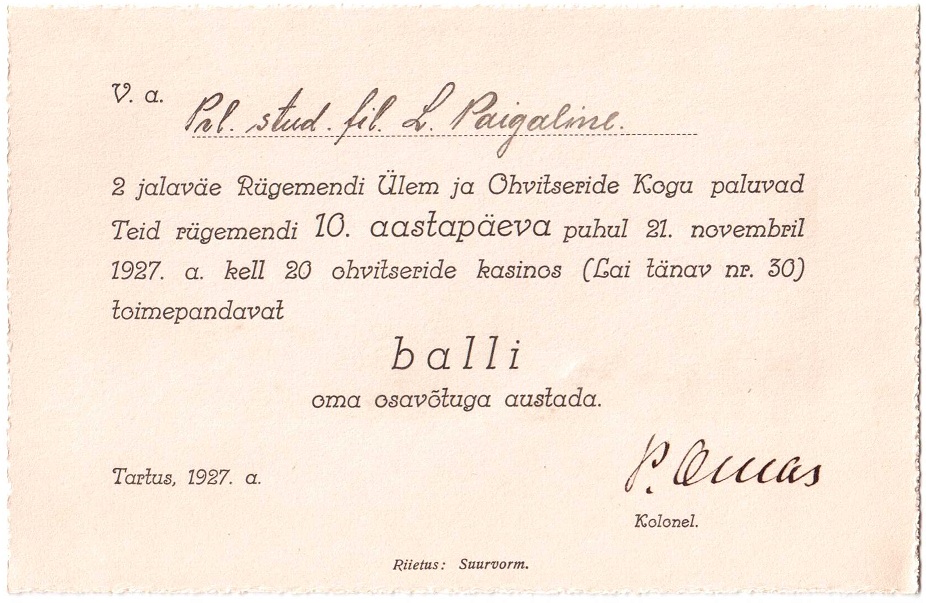 V. a. Prl. stud. fil. L. Paigaline.
2 jalaväe Rügemendi Ülem ja Ohvitseride Kogu paluvad
Teid rügemendi 10. aastapäeva puhul 21. novembril
1927. a. kell 20 ohvitseride kasinos (Lai tänav nr. 30)
toimepandavat
balli
oma osavõtuga austada.
Tartus, 1927. a.
Kolonel.
Riietus: Suurvorm.